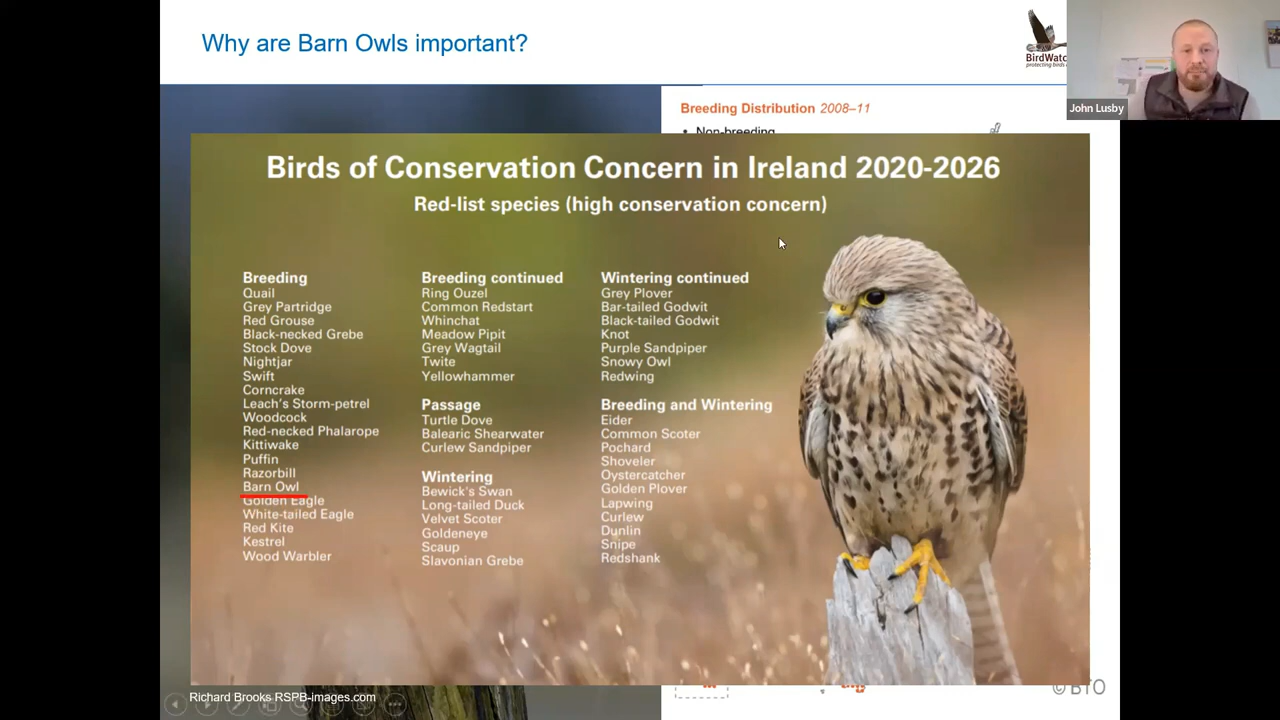 Why are Barn Owls important?
BirdWatc
protecting birds
John Lusby
Breeding Distribution 2008–11
• Non-breeding
Birds of Conservation Concern in Ireland 2020-2026
Red-list species (high conservation concern)
Breeding
Quail
Grey Partridge
Red Grouse
Black-necked Grebe
Stock Dove
Nightjar
Swift
Corncrake
Leach's Storm-petrel
Woodcock
Red-necked Phalarope
Kittiwake
Puffin
Razorbill
Barn Owl
Golden Eagle
White-tailed Eagle
Red Kite
Kestrel
Wood Warbler
Breeding continued
Ring Ouzel
Common Redstart
Whinchat
Meadow Pipit
Grey Wagtail
Twite
Yellowhammer
Passage
Turtle Dove
Balearic Shearwater
Curlew Sandpiper
Wintering
Bewick's Swan
Long-tailed Duck
Velvet Scoter
Goldeneye
Scaup
Slavonian Grebe
Wintering continued
Grey Plover
Bar-tailed Godwit
Black-tailed Godwit
Knot
Purple Sandpiper
Snowy Owl
Redwing
Breeding and Wintering
Eider
Common Scoter
Pochard
Shoveler
Oystercatcher
Golden Plover
Lapwing
Curlew
Dunlin
Snipe
Redshank
Richard Brooks RSPB-images.com
© BTO